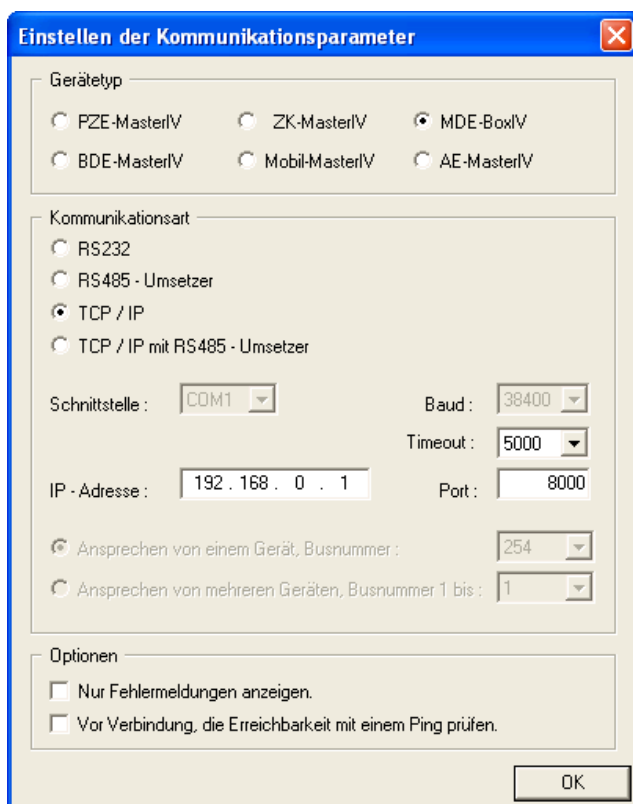 Einstellen der Kommunikationsparameter
Gerätetyp
PZE-MasterIV ZK-MasterIV MDE-BoxIV
BDE-MasterIV Mobil-MasterIV AE-MasterIV
Kommunikationsart
RS232
RS485 - Umsetzer
TCP / IP
TCP / IP mit RS485 - Umsetzer
Schnittstelle : COM1 Baud : 38400
Timeout : 5000
IP - Adresse : 192 . 168 . 0 . 1 Port : 8000
Ansprechen von einem Gerät, Busnummer : 254
Ansprechen von mehreren Geräten, Busnummer 1 bis : 1
Optionen
Nur Fehlermeldungen anzeigen.
Vor Verbindung, die Erreichbarkeit mit einem Ping prüfen.
OK